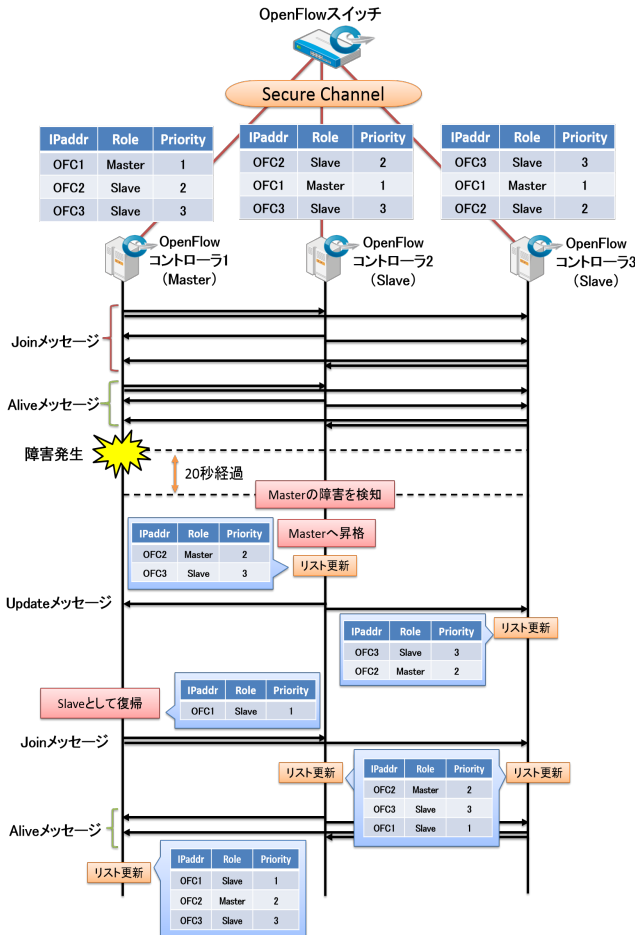 OpenFlowスイッチ
Secure Channel
IPaddr Role Priority
OFC1 Master 1
OFC2 Slave 2
OFC3 Slave 3
IPaddr Role Priority
OFC2 Slave 2
OFC1 Master 1
OFC3 Slave 3
IPaddr Role Priority
OFC3 Slave 3
OFC1 Master 1
OFC2 Slave 2
OpenFlow
コントローラ1
(Master)
OpenFlow
コントローラ2
(Slave)
OpenFlow
コントローラ3
(Slave)
Joinメッセージ
Aliveメッセージ
障害発生
20秒経過
Masterの障害を検知
Masterへ昇格
IPaddr Role Priority
OFC2 Master 2
OFC3 Slave 3
リスト更新
Updateメッセージ
IPaddr Role Priority
OFC3 Slave 3
OFC2 Master 2
リスト更新
Slaveとして復帰
IPaddr Role Priority
OFC1 Slave 1
Joinメッセージ
リスト更新
IPaddr Role Priority
OFC2 Master 2
OFC3 Slave 3
OFC1 Slave 1
リスト更新
Aliveメッセージ
リスト更新
IPaddr Role Priority
OFC1 Slave 1
OFC2 Master 2
OFC3 Slave 3